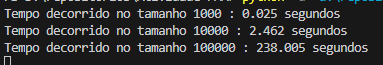 Tempo decorrido no tamanho 1000 : 0.025 segundos
Tempo decorrido no tamanho 10000 : 2.462 segundos
Tempo decorrido no tamanho 100000 : 238.005 segundos